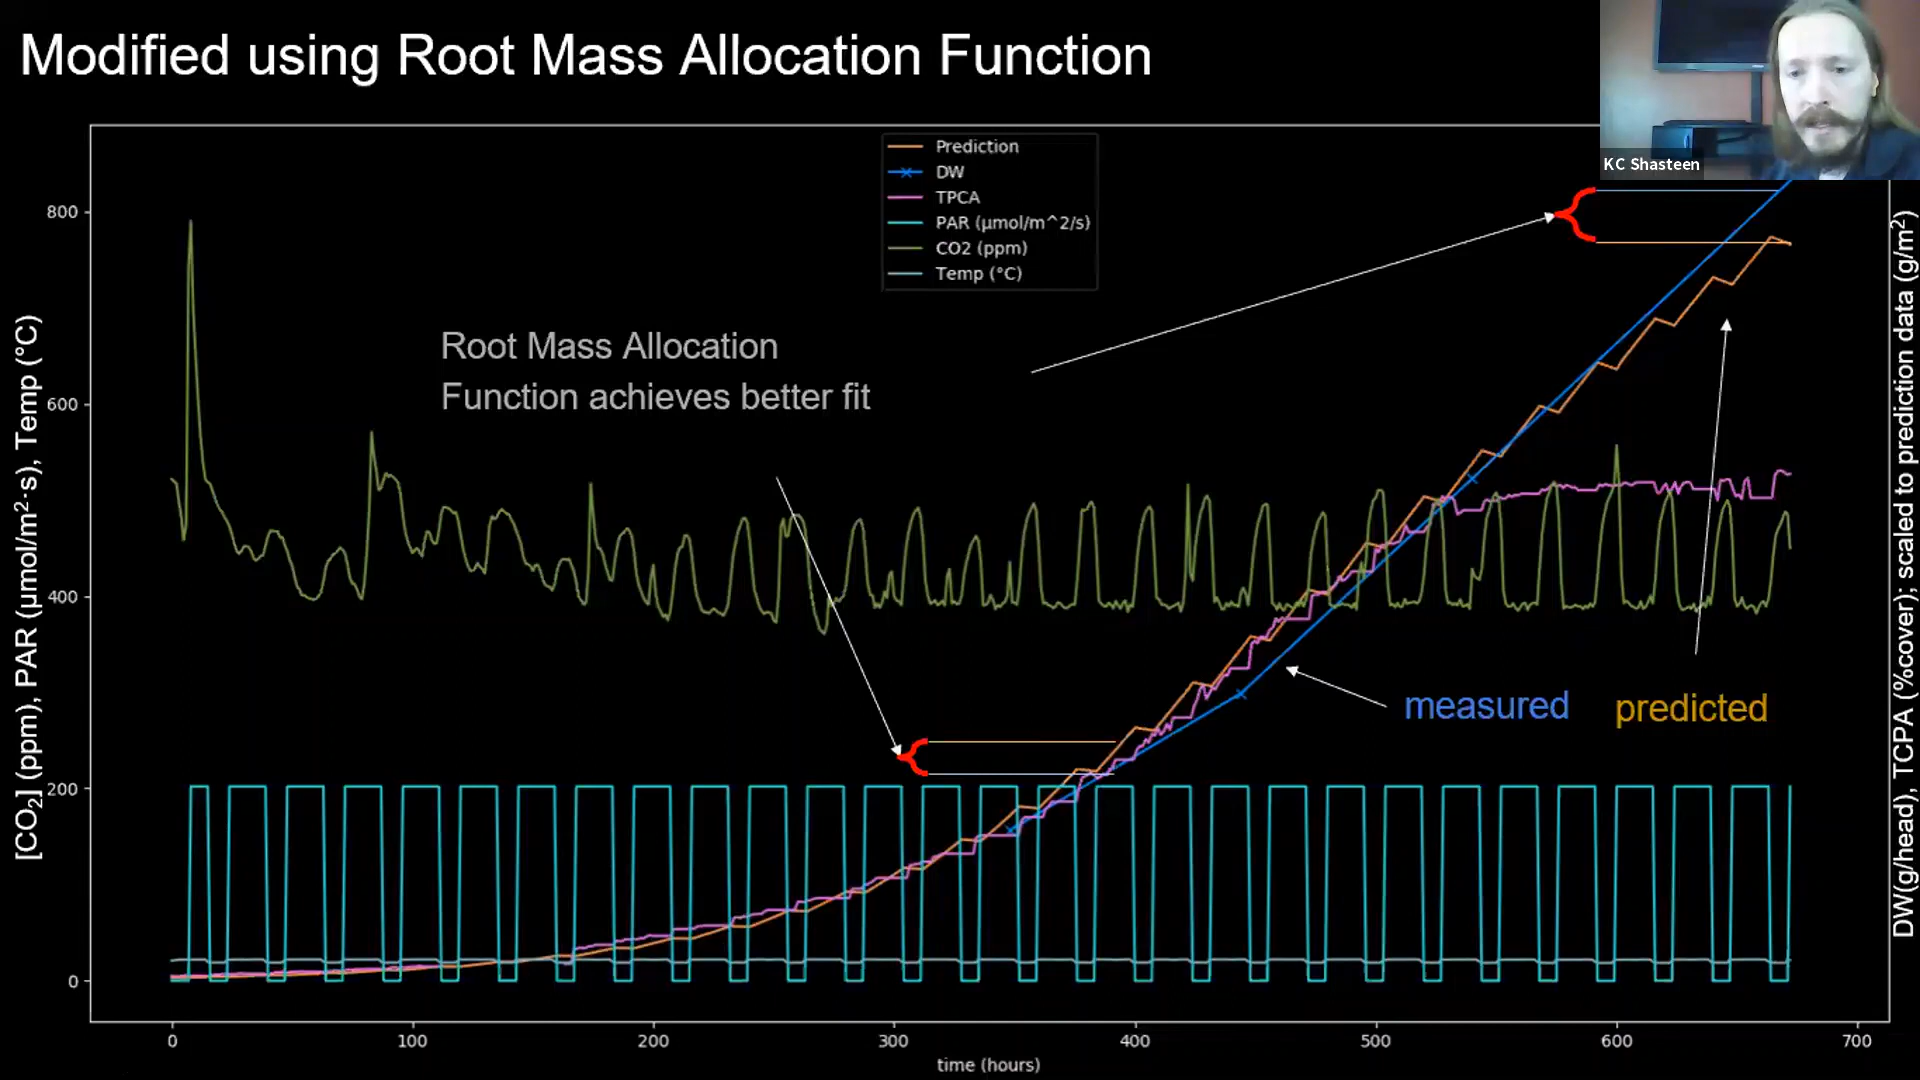 Modified using Root Mass Allocation Function
KC Shasteen
Prediction
DW
TPCA
PAR (μmol/m^2/s)
CO2 (ppm)
Temp (°C)
Root Mass Allocation
Function achieves better fit
measured
predicted
[CO₂] (ppm), PAR (μmol/m²·s), Temp (°C)
DW(g/head), TCPA (%cover); scaled to prediction data (g/m²)
800
600
400
200
0
0 100 200 300 400 500 600 700
time (hours)